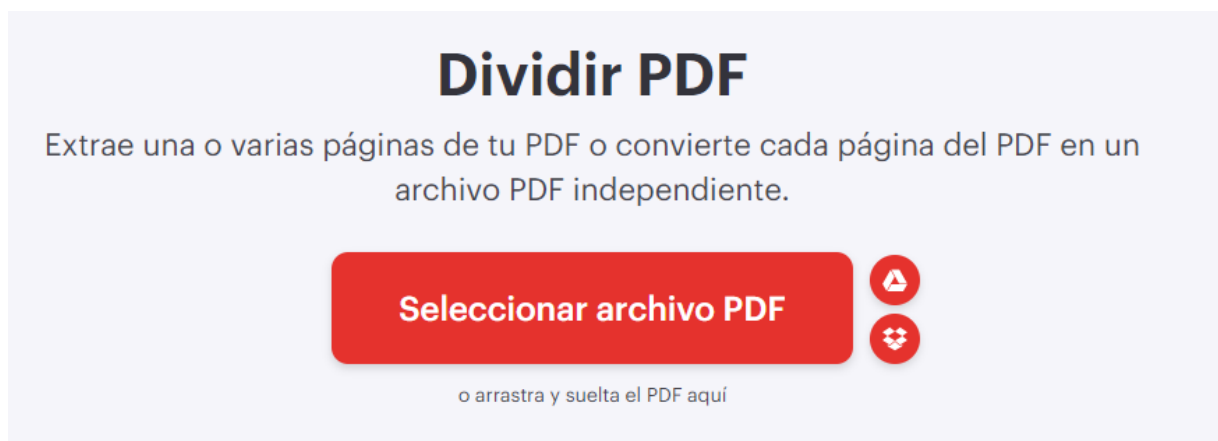 Dividir PDF
Extrae una o varias páginas de tu PDF o convierte cada página del PDF en un
archivo PDF independiente.
Seleccionar archivo PDF
o arrastra y suelta el PDF aquí